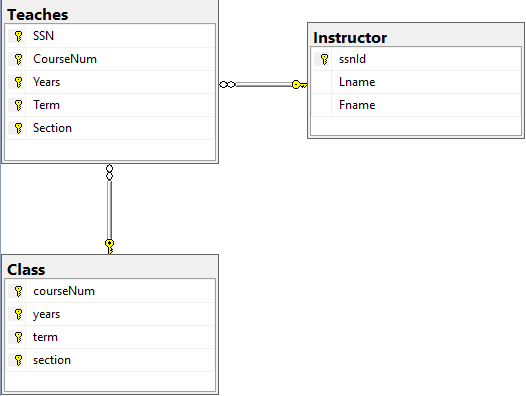 Teaches
SSN
CourseNum
Years
Term
Section
Instructor
ssnId
Lname
Fname
Class
courseNum
years
term
section